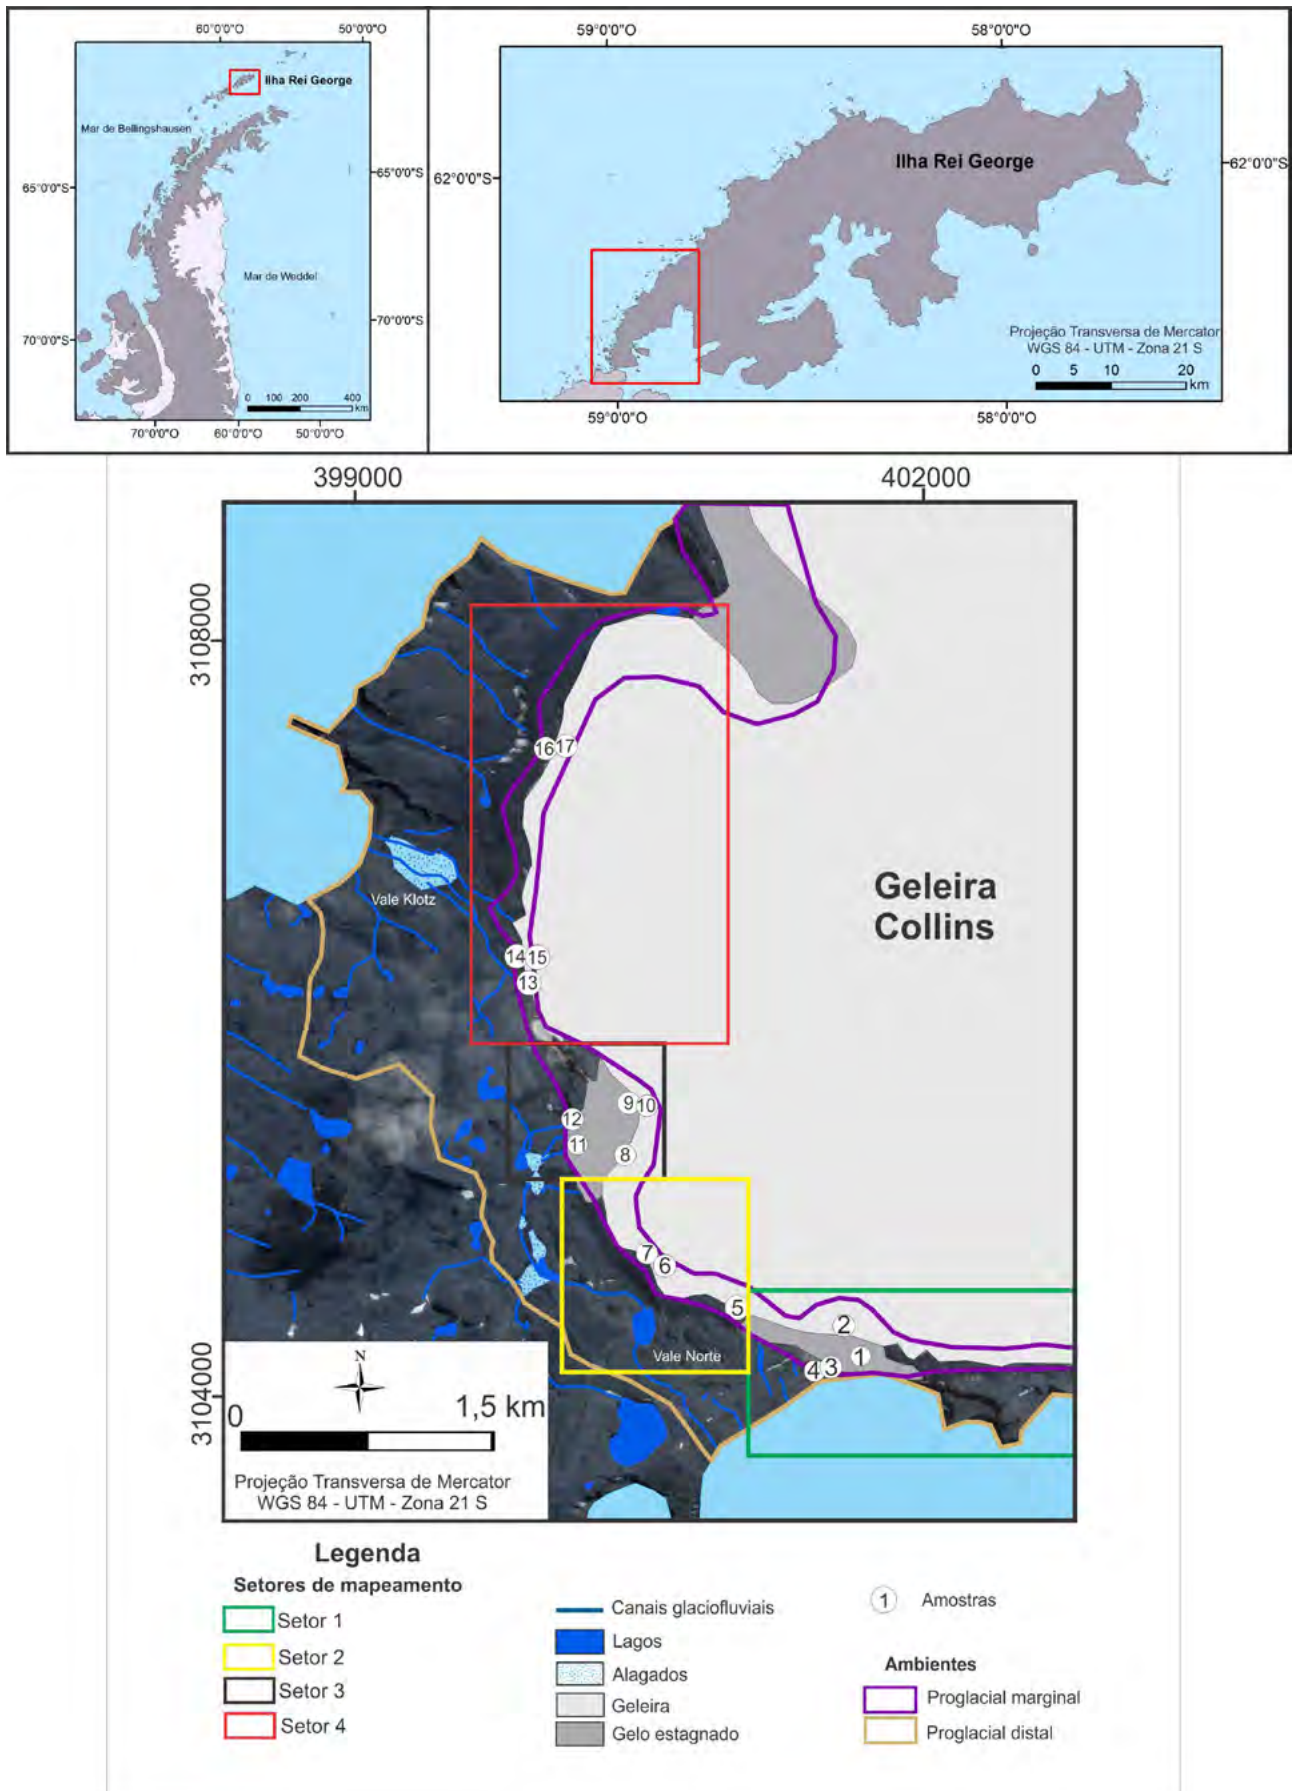 60°0'0"O
50°0'0"O
Ilha Rei George
Mar de Bellingshausen
65°0'0"S
65°0'0"S
Mar de Weddel
70°0'0"S
70°0'0"S
0 100 200 400
km
70°0'0"O
60°0'0"O
50°0'0"O
59°0'0"O
58°0'0"O
Ilha Rei George
62°0'0"S
62°0'0"S
Projeção Transversa de Mercator
WGS 84 - UTM - Zona 21 S
0 5 10 20
km
59°0'0"O
58°0'0"O
399000
402000
3108000
16 17
Geleira
Collins
Vale Klotz
14 15
13
9 10
12
11
8
7
6
5
2
Vale Norte
1
3
4
3104000
N
0 1,5 km
Projeção Transversa de Mercator
WGS 84 - UTM - Zona 21 S
Legenda
Setores de mapeamento
Setor 1
Setor 2
Setor 3
Setor 4
Canais glaciofluviais
Lagos
Alagados
Geleira
Gelo estagnado
1 Amostras
Ambientes
Proglacial marginal
Proglacial distal